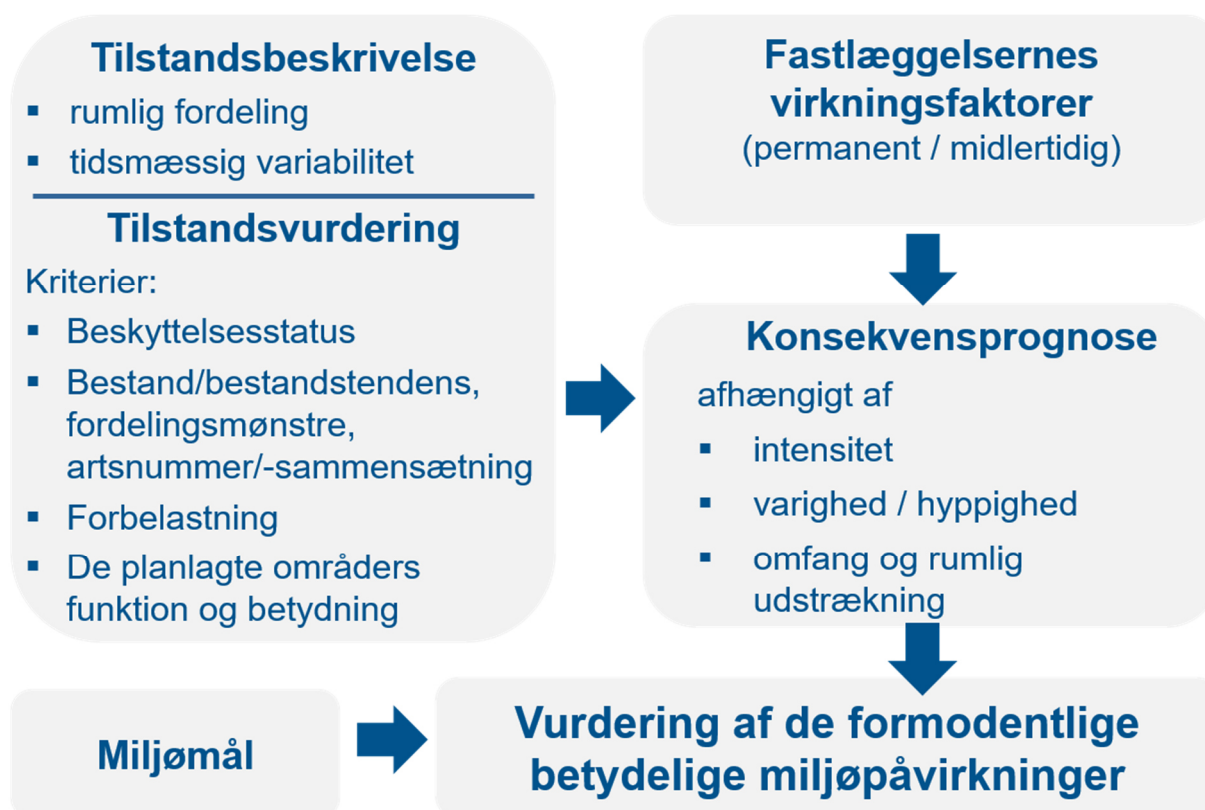 Tilstandsbeskrivelse
▪ rumlig fordeling
▪ tidsmæssig variabilitet
Tilstandsvurdering
Kriterier:
▪ Beskyttelsesstatus
▪ Bestand/bestandstendens,
fordelingsmønstre,
artsnummer/-sammensætning
▪ Forbelastning
▪ De planlagte områders
funktion og betydning
Fastlæggelsernes
virkningsfaktorer
(permanent / midlertidig)
Konsekvensprognose
afhængigt af
▪ intensitet
▪ varighed / hyppighed
▪ omfang og rumlig
udstrækning
Miljømål
Vurdering af de formodentlige
betydelige miljøpåvirkninger